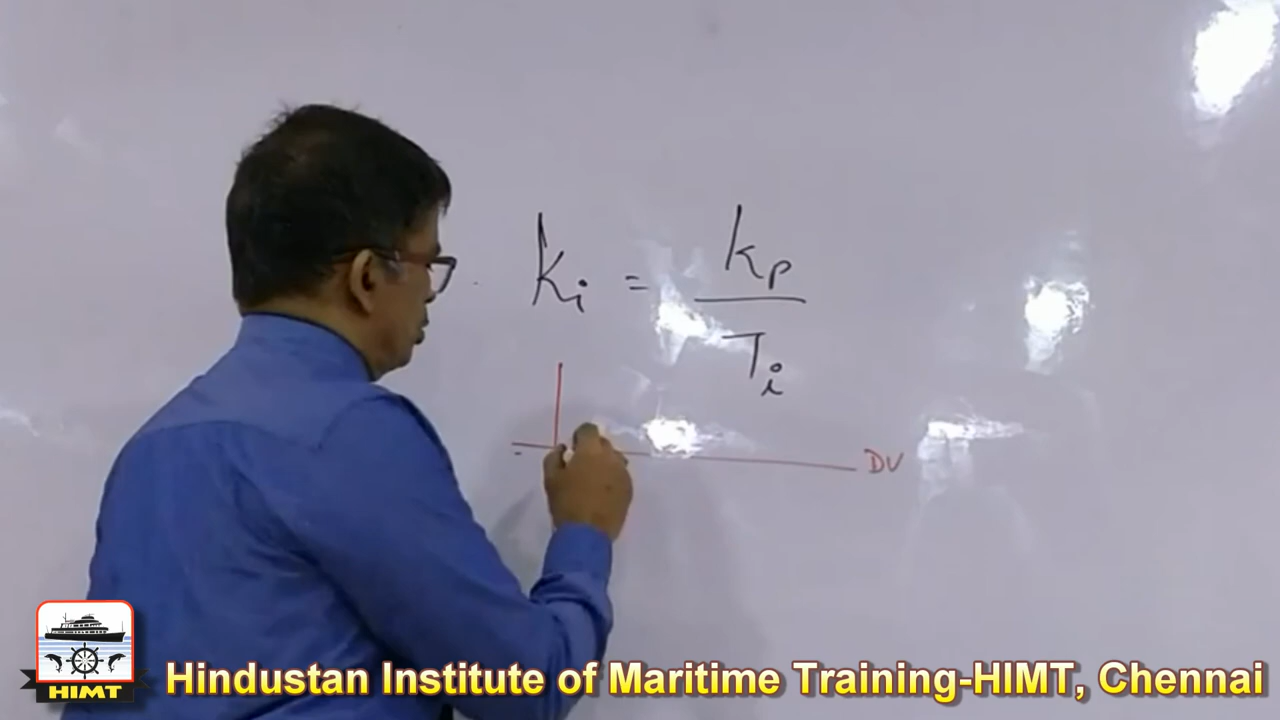 Ki = Kp / Ti
DV
HIMT
Hindustan Institute of Maritime Training-HIMT, Chennai